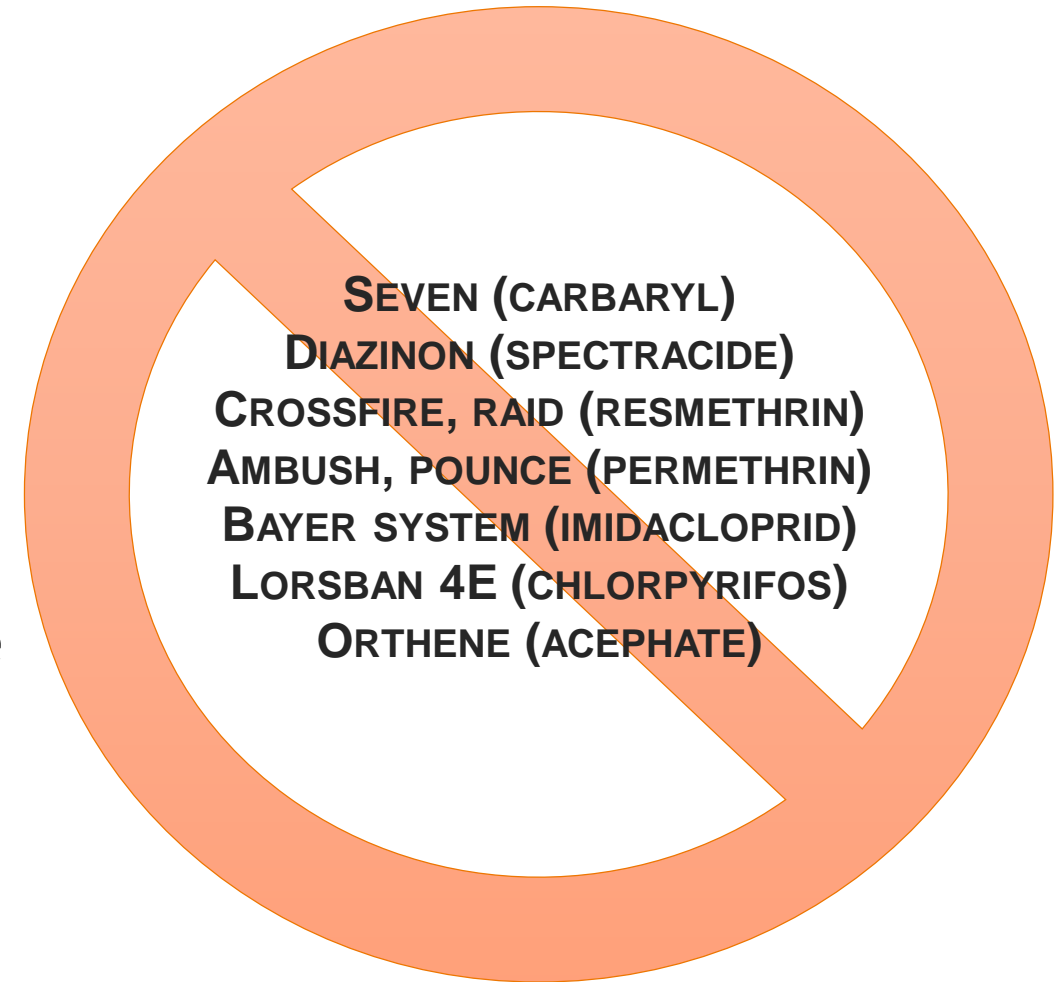 SEVEN (CARBARYL)
DIAZINON (SPECTRACIDE)
CROSSFIRE, RAID (RESMETHRIN)
AMBUSH, POUNCE (PERMETHRIN)
BAYER SYSTEM (IMIDACLOPRID)
LORSBAN 4E (CHLORPYRIFOS)
ORTHENE (ACEPHATE)